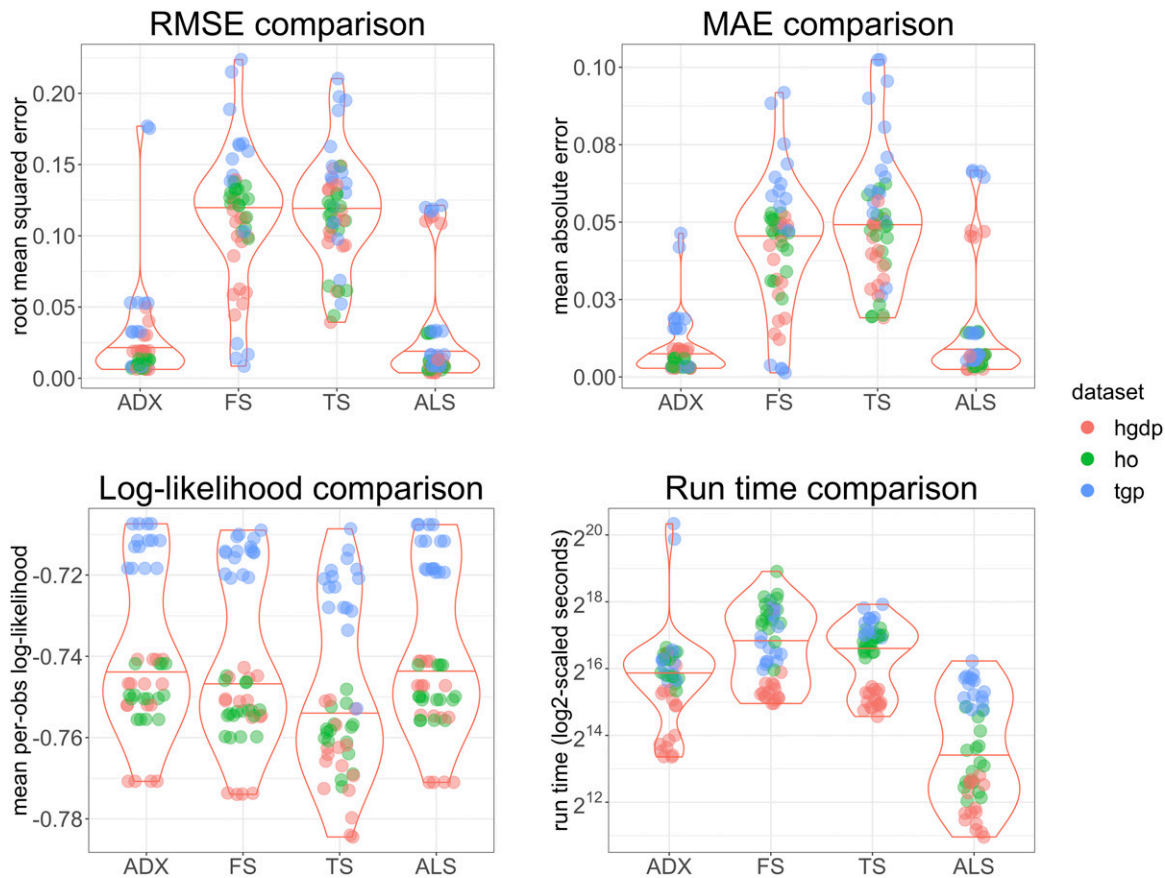 RMSE comparison
root mean squared error
0.20
0.15
0.10
0.05
0.00
ADX FS TS ALS
MAE comparison
mean absolute error
0.10
0.08
0.05
0.03
0.00
ADX FS TS ALS
dataset
hgdp
ho
tgp
Log-likelihood comparison
mean per-obs log-likelihood
-0.72
-0.74
-0.76
-0.78
ADX FS TS ALS
Run time comparison
run time (log2-scaled seconds)
2^20
2^18
2^16
2^14
2^12
ADX FS TS ALS